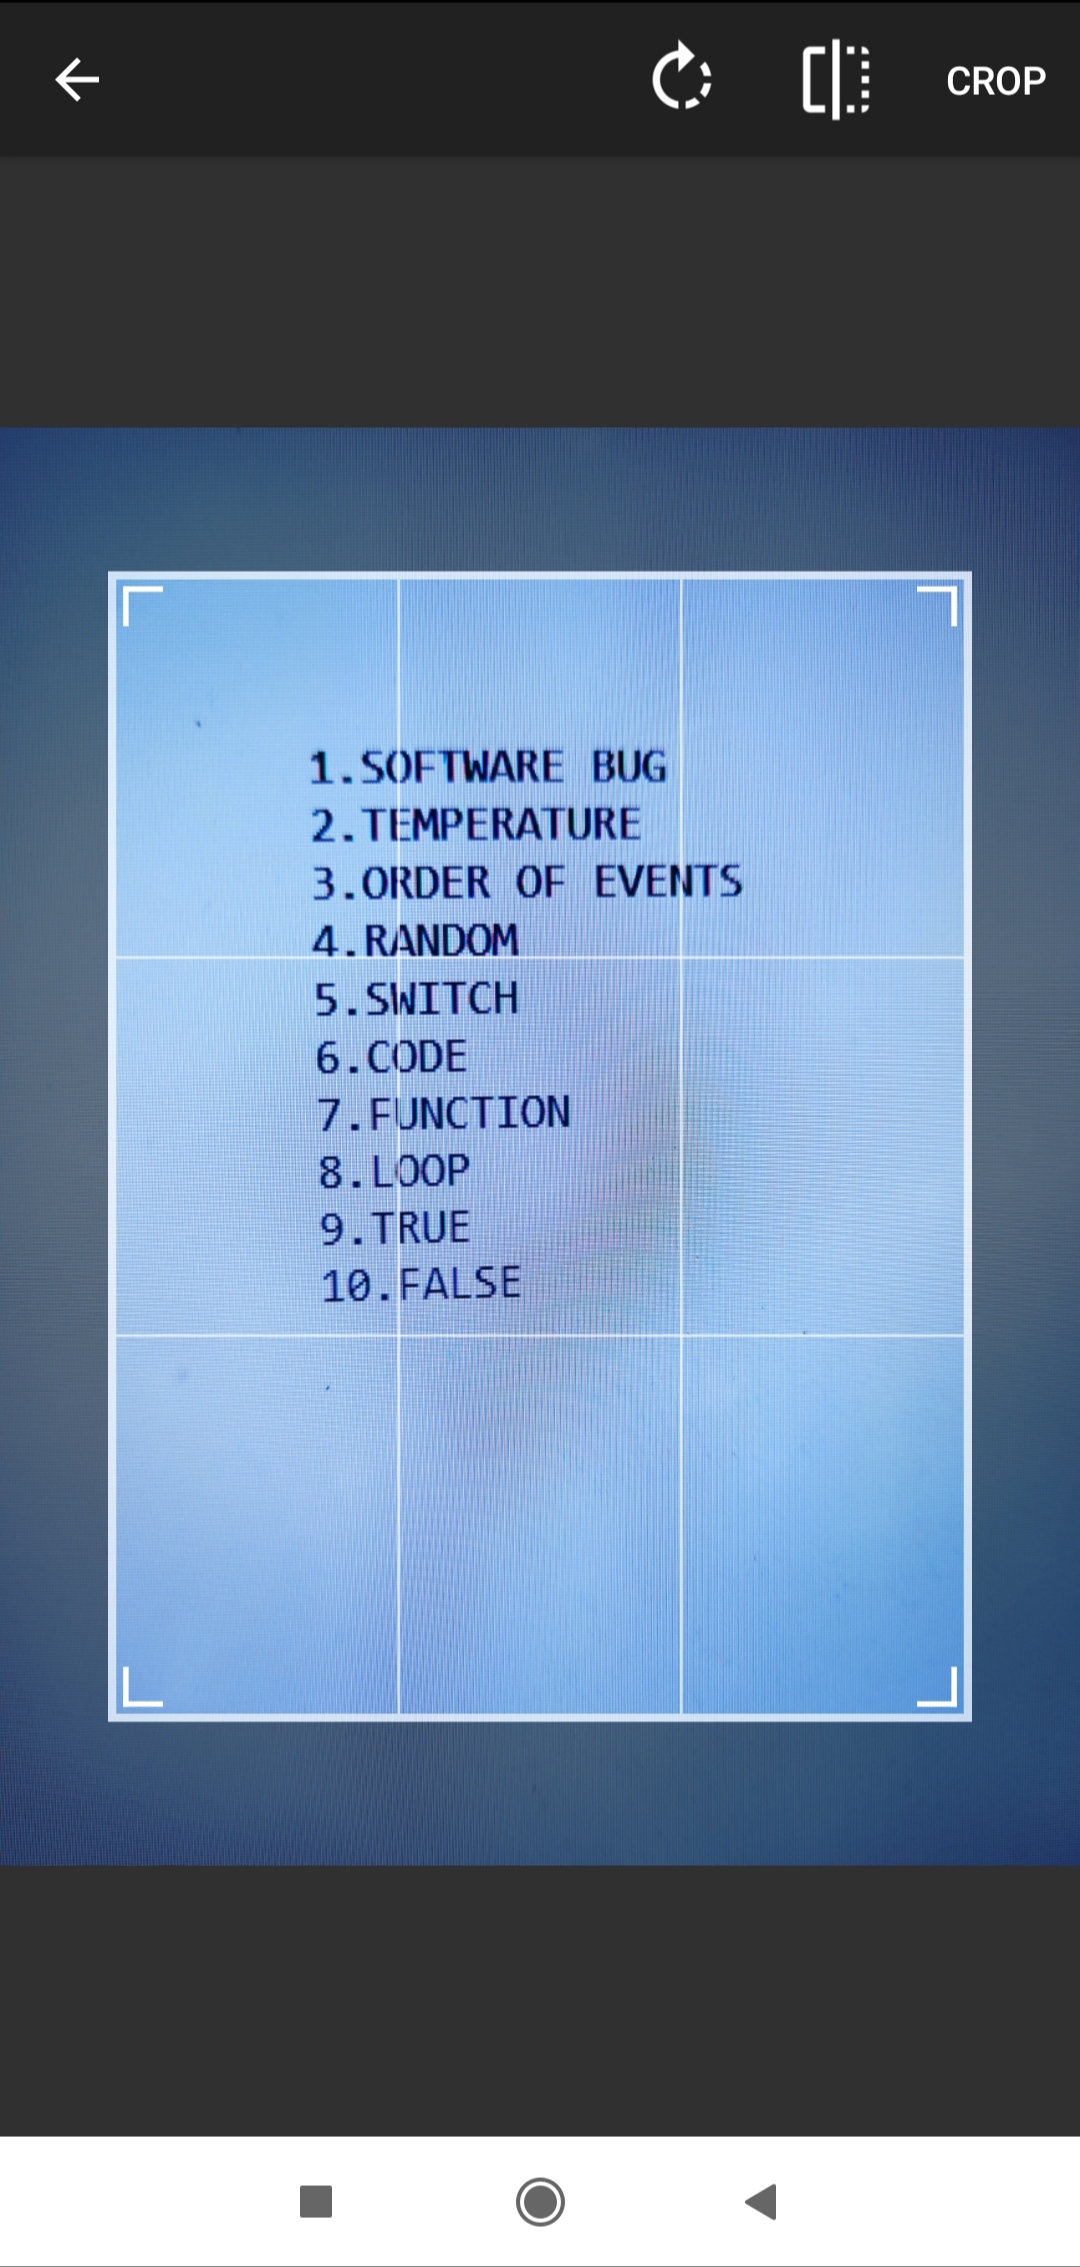 CROP
1.SOFTWARE BUG
2.TEMPERATURE
3.ORDER OF EVENTS
4.RANDOM
5.SWITCH
6.CODE
7.FUNCTION
8.LOOP
9.TRUE
10.FALSE